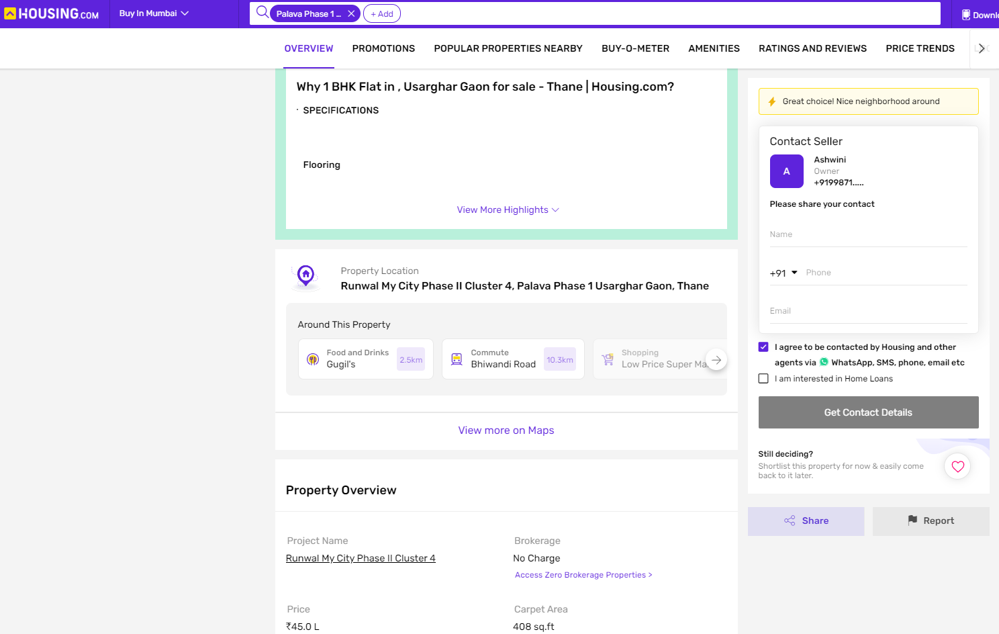 HOUSING.COM
Buy In Mumbai
Palava Phase 1 ...
+ Add
Downl
OVERVIEW
PROMOTIONS
POPULAR PROPERTIES NEARBY
BUY-O-METER
AMENITIES
RATINGS AND REVIEWS
PRICE TRENDS
Why 1 BHK Flat in , Usarghar Gaon for sale - Thane | Housing.com?
· SPECIFICATIONS
Flooring
View More Highlights
Property Location
Runwal My City Phase II Cluster 4, Palava Phase 1 Usarghar Gaon, Thane
Around This Property
Food and Drinks
Gugil's
2.5km
Commute
Bhiwandi Road
10.3km
Shopping
Low Price Super Ma
View more on Maps
Property Overview
Project Name
Runwal My City Phase II Cluster 4
Brokerage
No Charge
Access Zero Brokerage Properties >
Price
₹45.0 L
Carpet Area
408 sq.ft
Great choice! Nice neighborhood around
Contact Seller
A
Ashwini
Owner
+9199871.....
Please share your contact
Name
+91
Phone
Email
I agree to be contacted by Housing and other
agents via WhatsApp, SMS, phone, email etc
I am interested in Home Loans
Get Contact Details
Still deciding?
Shortlist this property for now & easily come
back to it later.
Share
Report